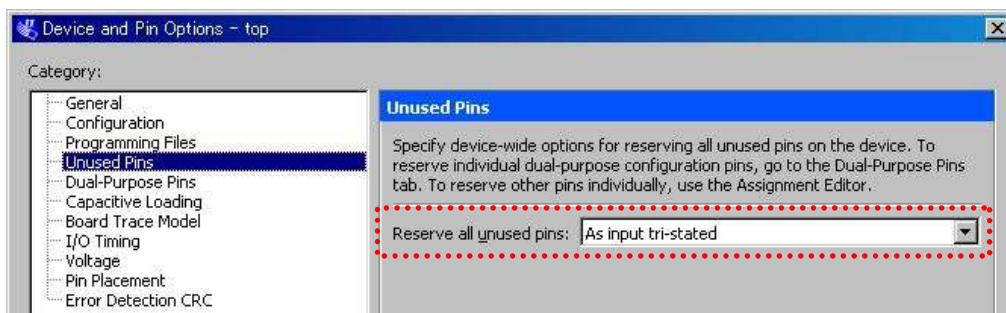 Device and Pin Options - top
Category:
General
Configuration
Programming Files
Unused Pins
Dual-Purpose Pins
Capacitive Loading
Board Trace Model
I/O Timing
Voltage
Pin Placement
Error Detection CRC
Unused Pins
Specify device-wide options for reserving all unused pins on the device. To
reserve individual dual-purpose configuration pins, go to the Dual-Purpose Pins
tab. To reserve other pins individually, use the Assignment Editor.
Reserve all unused pins: As input tri-stated